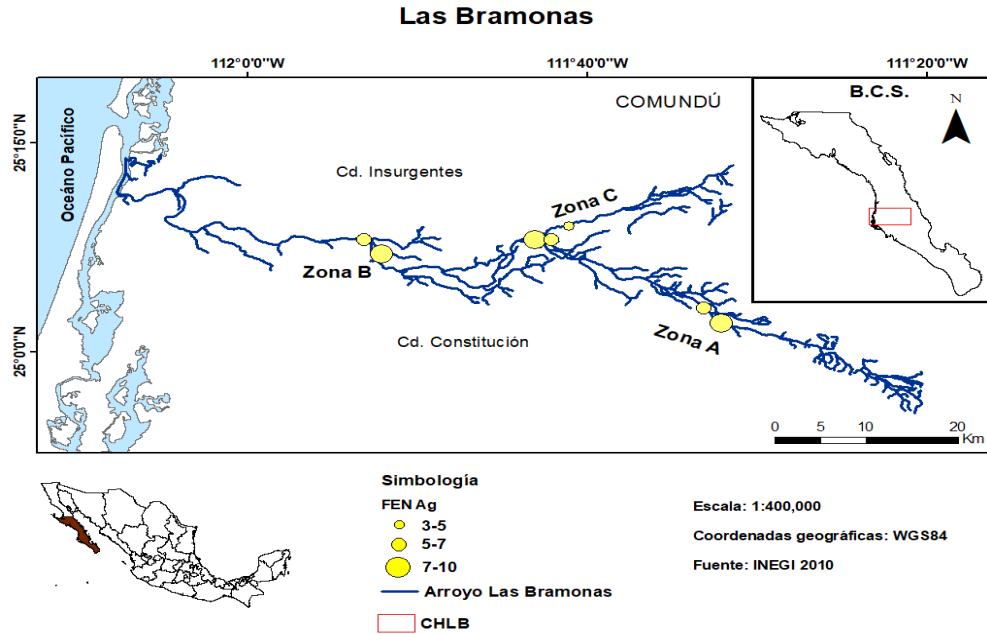 Las Bramonas
112°0'0"W
111°40'0"W
111°20'0"W
25°15'0"N
25°0'0"N
Oceáno Pacífico
COMUNDÚ
B.C.S.
N
Cd. Insurgentes
Zona C
Zona B
Cd. Constitución
Zona A
0 5 10 20
Km
Simbología
FEN Ag
3-5
5-7
7-10
Arroyo Las Bramonas
CHLB
Escala: 1:400,000
Coordenadas geográficas: WGS84
Fuente: INEGI 2010